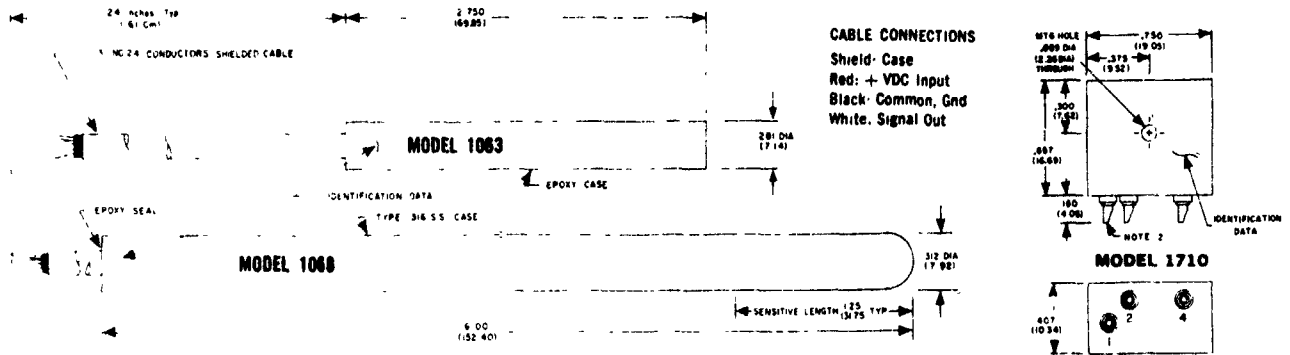 24 Inches Typ
(.61 Cm)
2.750
(69.85)
3 NO 24 CONDUCTORS SHIELDED CABLE
MODEL 1063
.281 DIA
(7.14)
EPOXY CASE
CABLE CONNECTIONS
Shield: Case
Red: + VDC Input
Black: Common, Gnd
White. Signal Out
IDENTIFICATION DATA
EPOXY SEAL
TYPE 316 S.S. CASE
MODEL 1068
.312 DIA
(7.92)
SENSITIVE LENGTH 1.25
(31.75 TYP
6.00
(152.40)
MTG HOLE
.089 DIA
(2.26DIA)
THROUGH
.750
(19.05)
.375
(9.52)
.300
(7.62)
.657
(16.69)
.160
(4.06)
NOTE 2
IDENTIFICATION
DATA
MODEL 1710
.407
(10.34)
1
2
4